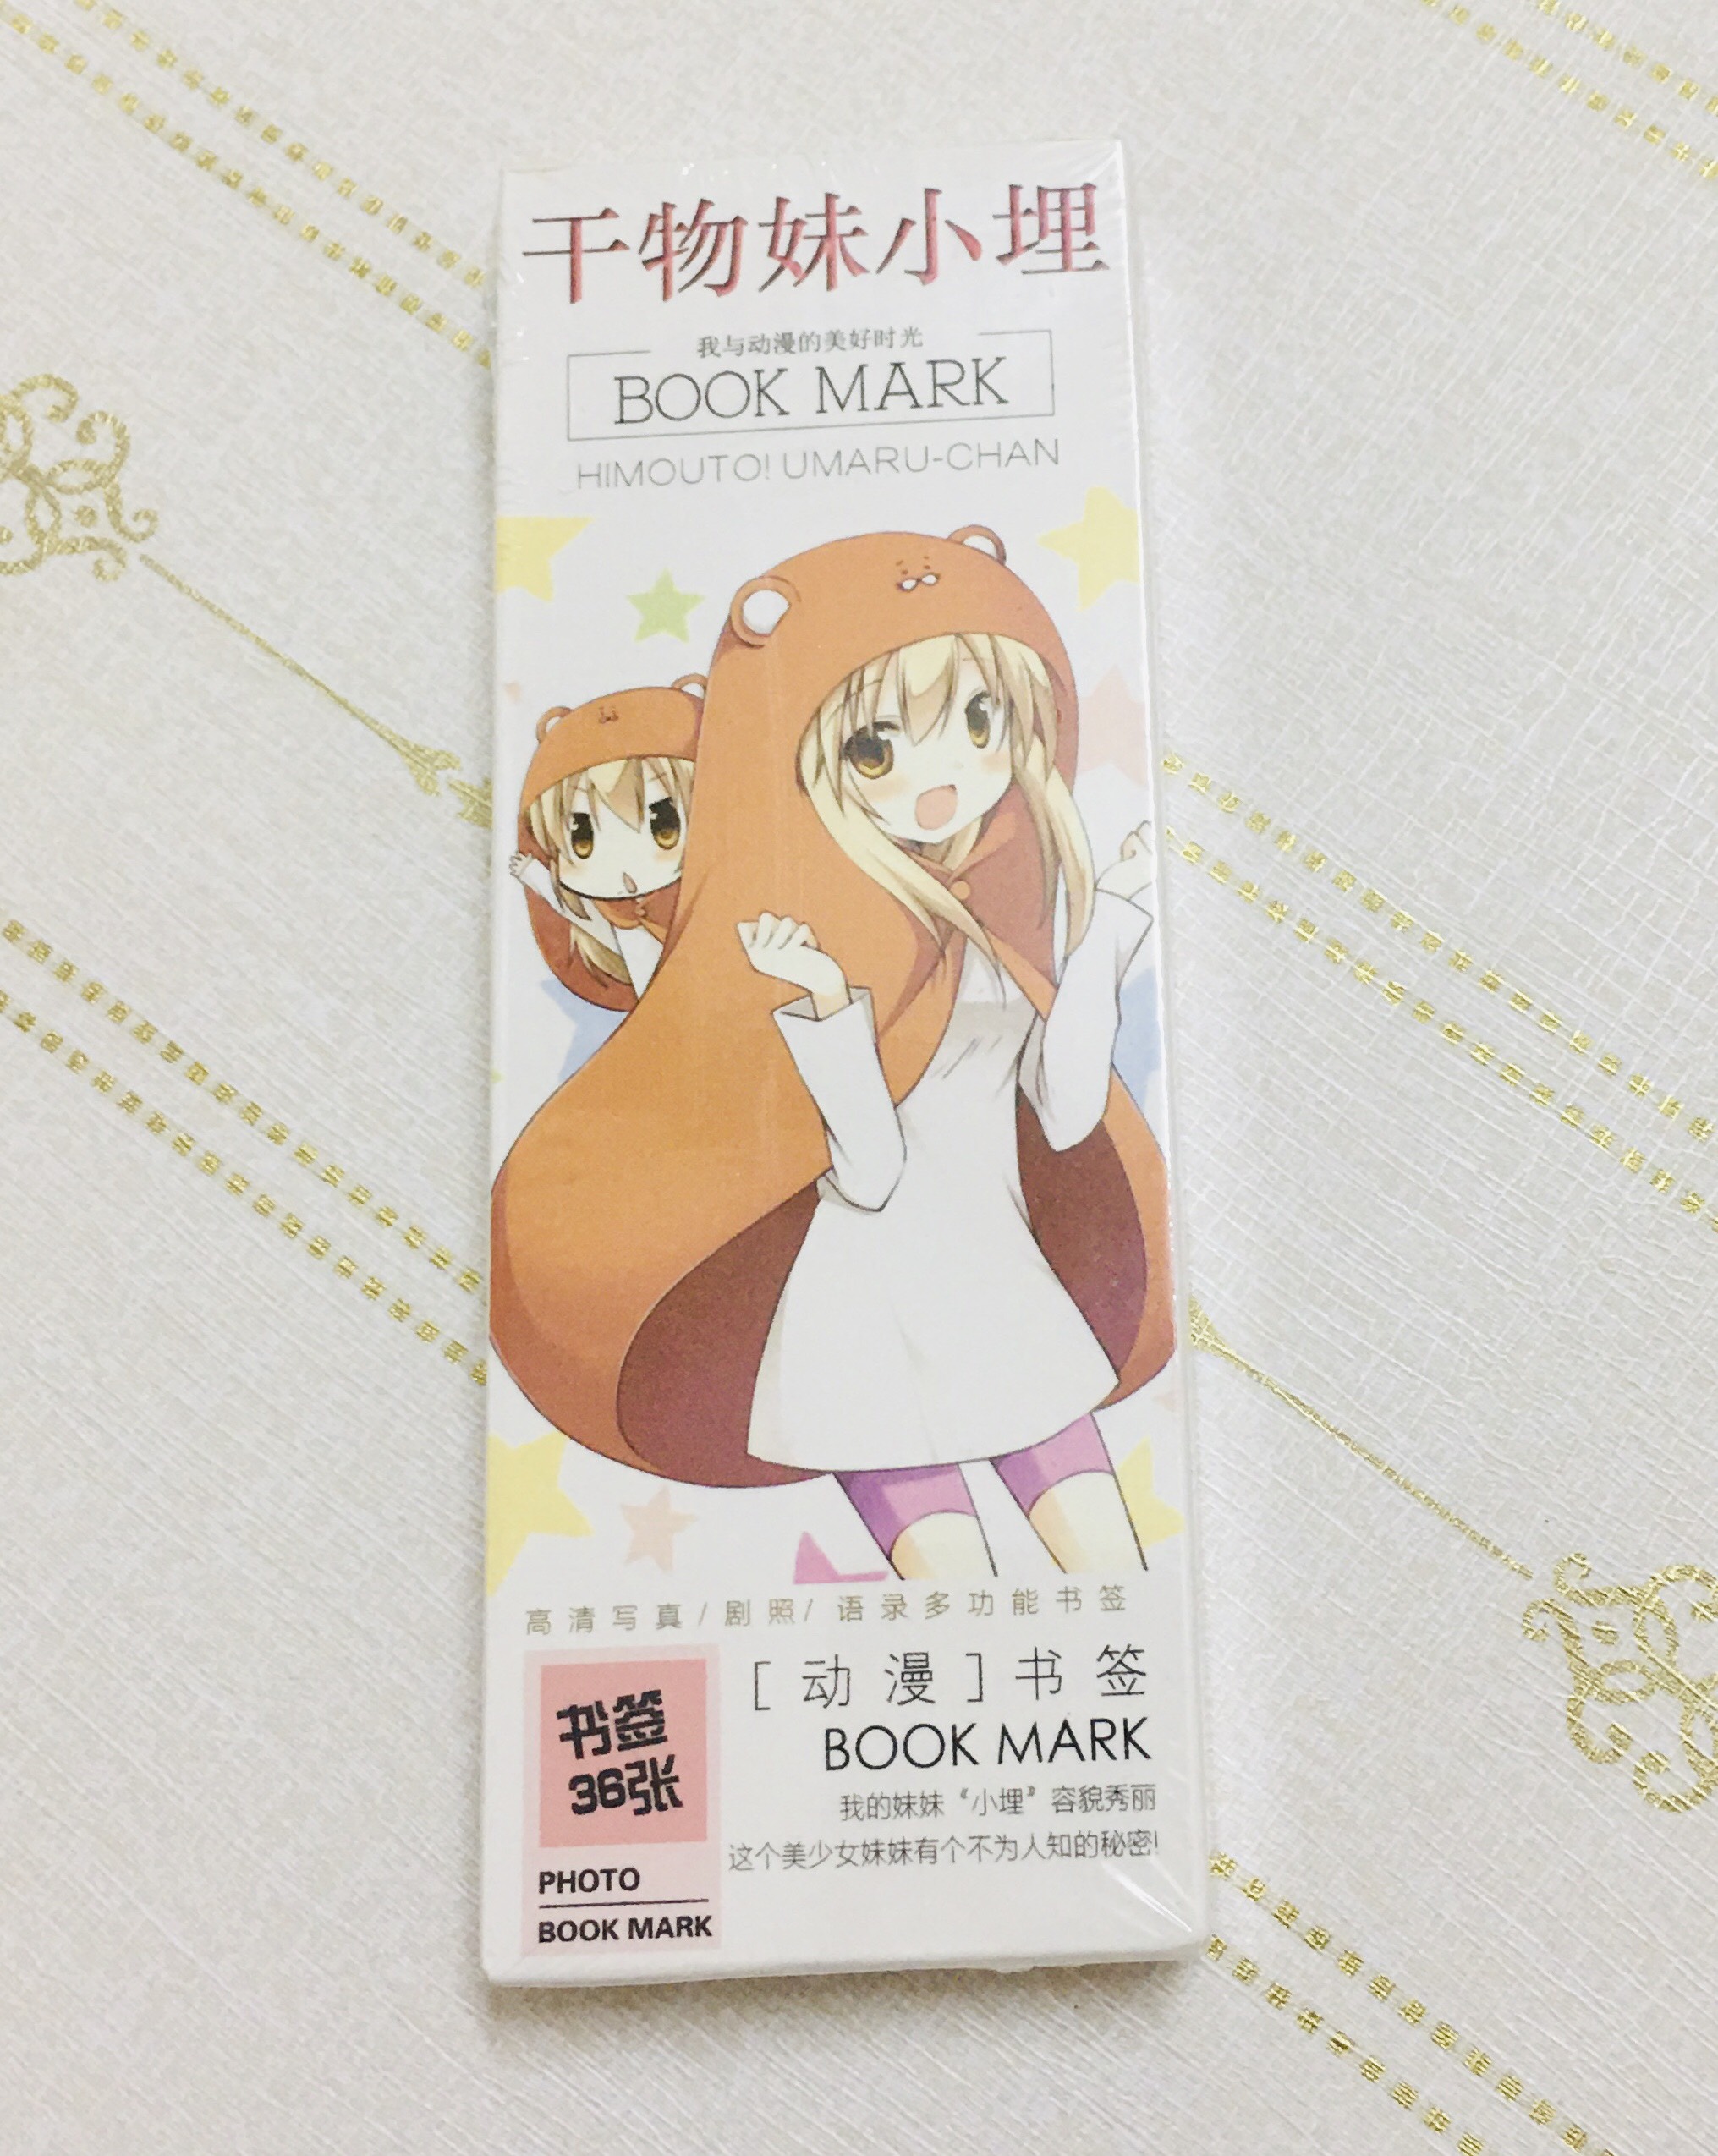 干物妹小埋
我与动漫的美好时光
BOOK MARK
HIMOUTO! UMARU-CHAN
高清写真/剧照/语录多功能书签
书签
36张
PHOTO
BOOK MARK
[动漫]书签
BOOK MARK
我的妹妹“小埋”容貌秀丽
这个美少女妹妹有个不为人知的秘密!